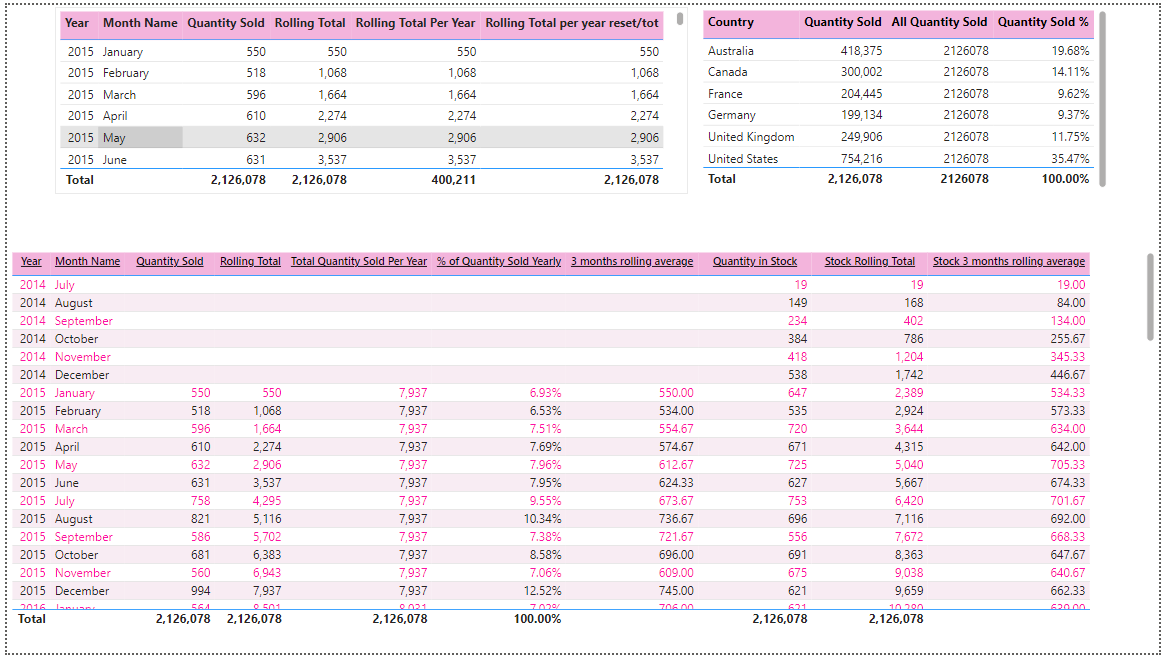 Year Month Name Quantity Sold Rolling Total Rolling Total Per Year Rolling Total per year reset/tot
2015 January 550 550 550 550
2015 February 518 1,068 1,068 1,068
2015 March 596 1,664 1,664 1,664
2015 April 610 2,274 2,274 2,274
2015 May 632 2,906 2,906 2,906
2015 June 631 3,537 3,537 3,537
Total 2,126,078 2,126,078 400,211 2,126,078
Country Quantity Sold All Quantity Sold Quantity Sold %
Australia 418,375 2126078 19.68%
Canada 300,002 2126078 14.11%
France 204,445 2126078 9.62%
Germany 199,134 2126078 9.37%
United Kingdom 249,906 2126078 11.75%
United States 754,216 2126078 35.47%
Total 2,126,078 2126078 100.00%
Year Month Name Quantity Sold Rolling Total Total Quantity Sold Per Year % of Quantity Sold Yearly 3 months rolling average Quantity in Stock Stock Rolling Total Stock 3 months rolling average
2014 July 19 19 19.00
2014 August 149 168 84.00
2014 September 234 402 134.00
2014 October 384 786 255.67
2014 November 418 1,204 345.33
2014 December 538 1,742 446.67
2015 January 550 550 7,937 6.93% 550.00 647 2,389 534.33
2015 February 518 1,068 7,937 6.53% 534.00 535 2,924 573.33
2015 March 596 1,664 7,937 7.51% 554.67 720 3,644 634.00
2015 April 610 2,274 7,937 7.69% 574.67 671 4,315 642.00
2015 May 632 2,906 7,937 7.96% 612.67 725 5,040 705.33
2015 June 631 3,537 7,937 7.95% 624.33 627 5,667 674.33
2015 July 758 4,295 7,937 9.55% 673.67 753 6,420 701.67
2015 August 821 5,116 7,937 10.34% 736.67 696 7,116 692.00
2015 September 586 5,702 7,937 7.38% 721.67 556 7,672 668.33
2015 October 681 6,383 7,937 8.58% 696.00 691 8,363 647.67
2015 November 560 6,943 7,937 7.06% 609.00 675 9,038 640.67
2015 December 994 7,937 7,937 12.52% 745.00 621 9,659 662.33
2016 January 564 8,501
Total 2,126,078 2,126,078 2,126,078 100.00% 2,126,078 2,126,078